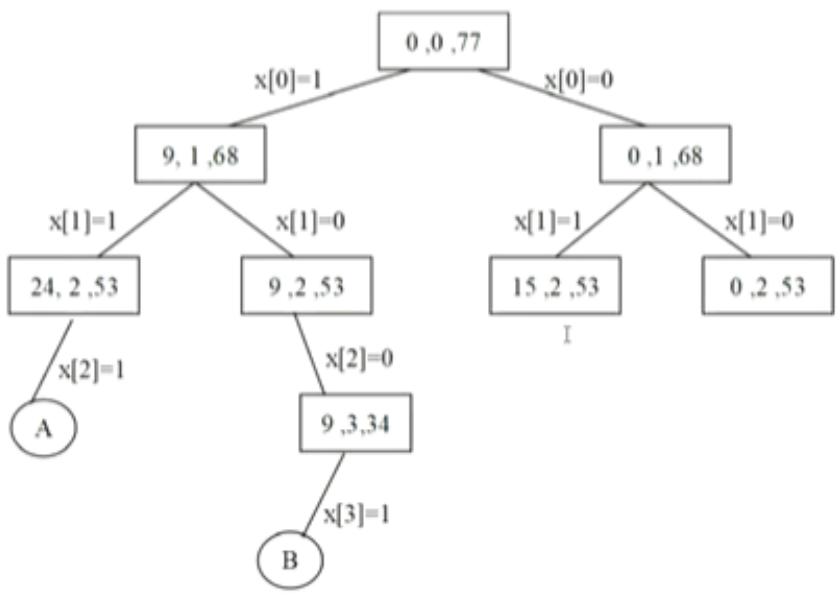 0 ,0 ,77
x[0]=1
x[0]=0
9, 1 ,68
0 ,1 ,68
x[1]=1
x[1]=0
x[1]=1
x[1]=0
24, 2 ,53
9 ,2 ,53
15 ,2 ,53
0 ,2 ,53
x[2]=1
x[2]=0
A
9 ,3,34
x[3]=1
B